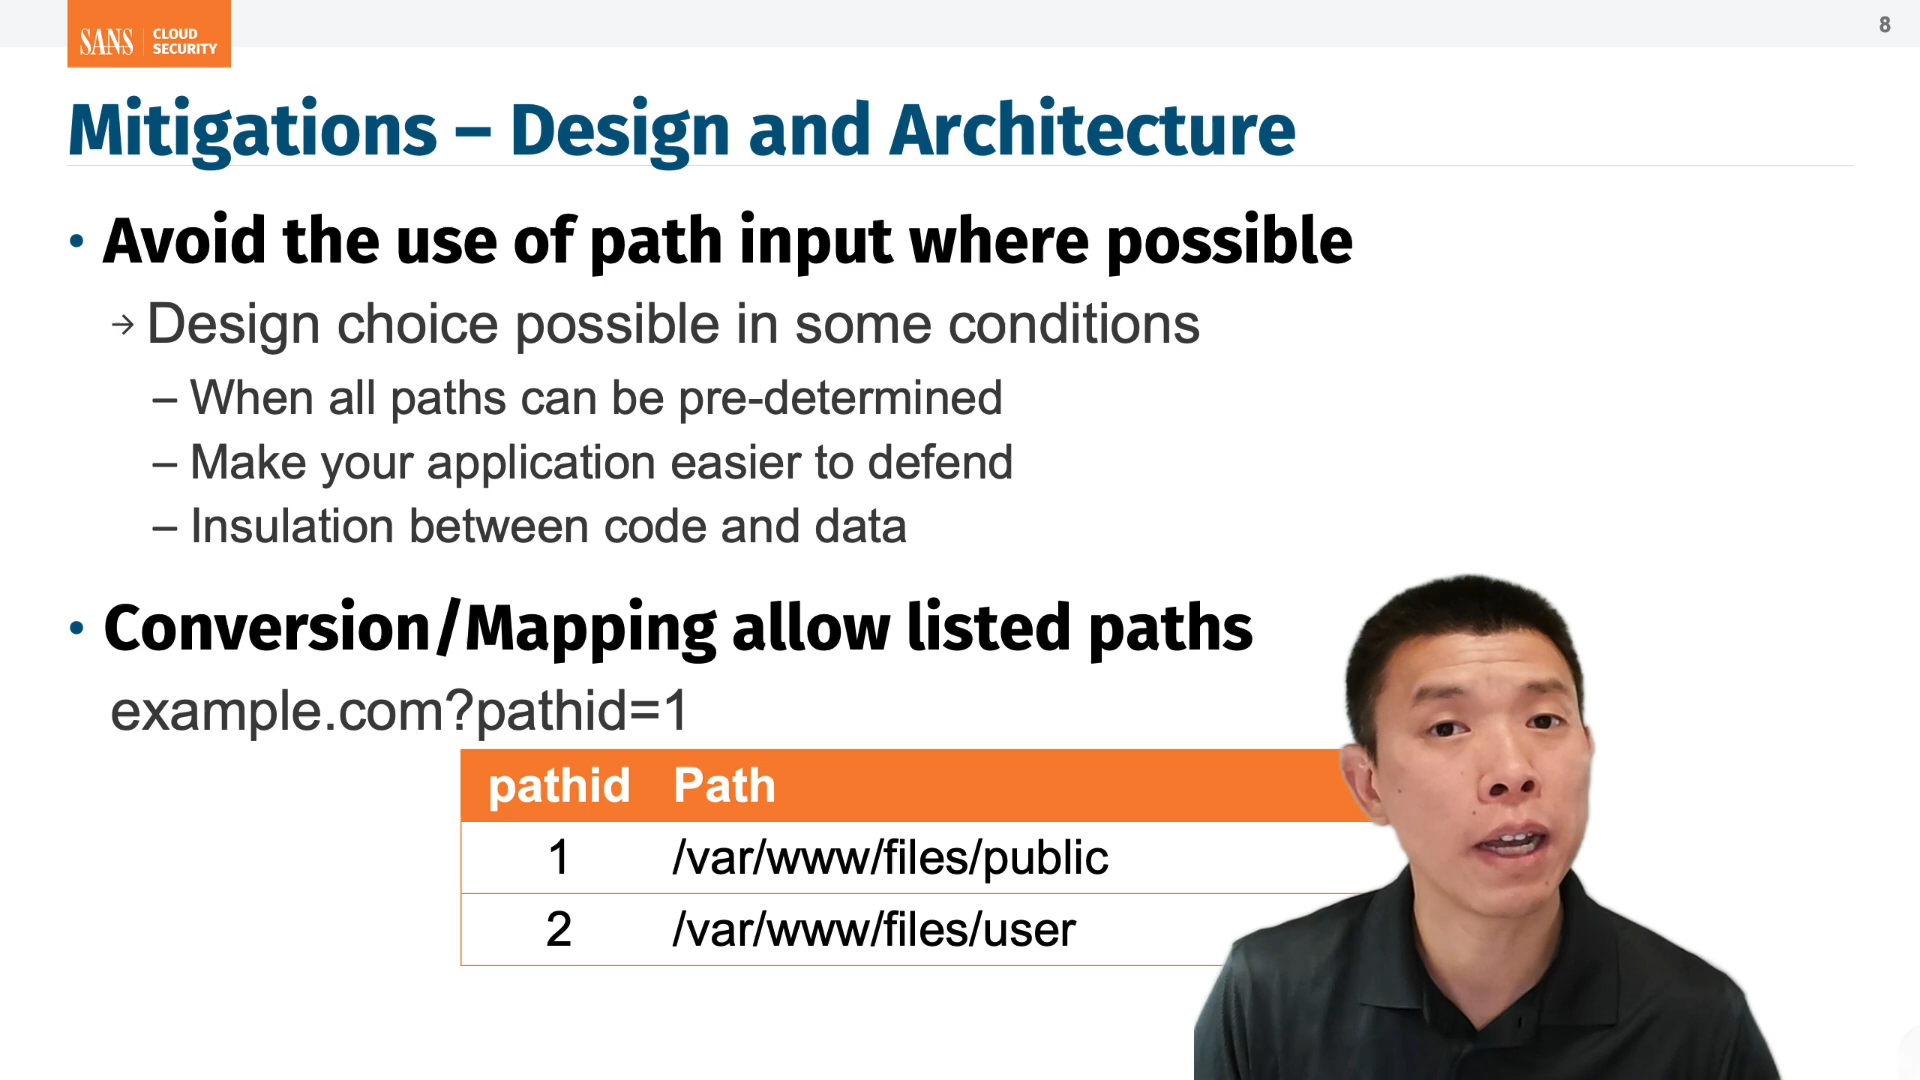 SANS
CLOUD
SECURITY
8
Mitigations – Design and Architecture
• Avoid the use of path input where possible
→ Design choice possible in some conditions
– When all paths can be pre-determined
– Make your application easier to defend
– Insulation between code and data
• Conversion/Mapping allow listed paths
example.com?pathid=1
pathid Path
1 /var/www/files/public
2 /var/www/files/user